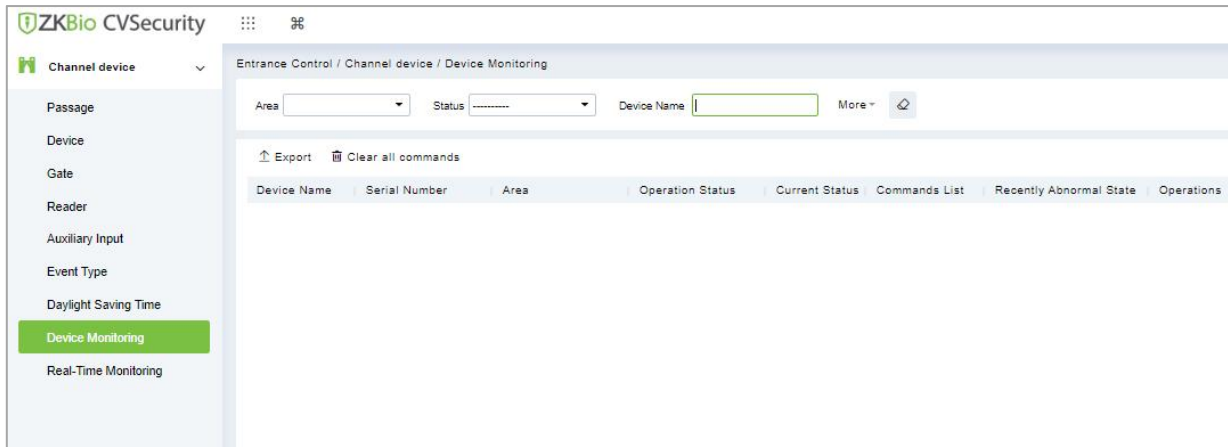 ZKBio CVSecurity
Channel device
Passage
Device
Gate
Reader
Auxiliary Input
Event Type
Daylight Saving Time
Device Monitoring
Real-Time Monitoring
Entrance Control / Channel device / Device Monitoring
Area Status ---------- Device Name More
Export Clear all commands
Device Name Serial Number Area Operation Status Current Status Commands List Recently Abnormal State Operations